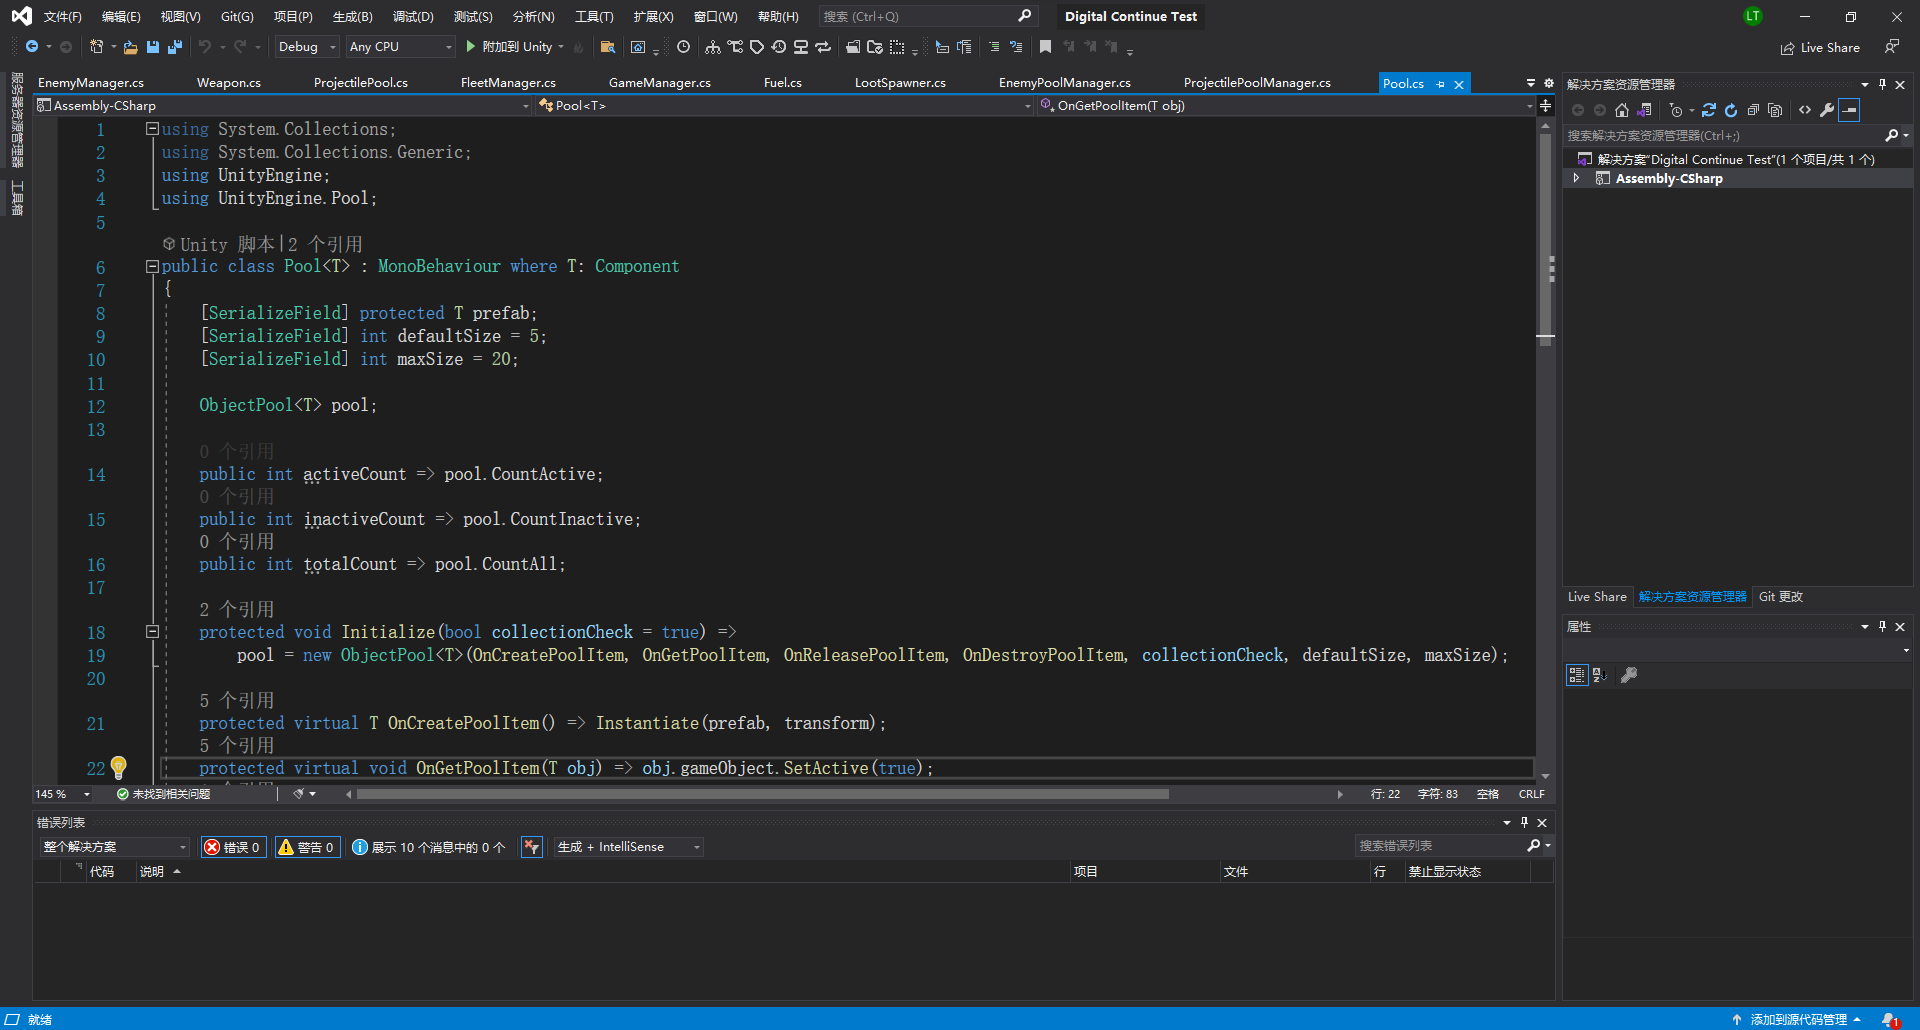 文件(F) 编辑(E) 视图(V) Git(G) 项目(P) 生成(B) 调试(D) 测试(S) 分析(N) 工具(T) 扩展(X) 窗口(W) 帮助(H) 搜索 (Ctrl+Q) Digital Continue Test LT
Debug Any CPU 附加到 Unity Live Share
服务器资源管理器
工具箱
EnemyManager.cs Weapon.cs ProjectilePool.cs FleetManager.cs GameManager.cs Fuel.cs LootSpawner.cs EnemyPoolManager.cs ProjectilePoolManager.cs Pool.cs
Assembly-CSharp Pool<T> OnGetPoolItem(T obj)
1 using System.Collections;
2 using System.Collections.Generic;
3 using UnityEngine;
4 using UnityEngine.Pool;
5
Unity 脚本|2 个引用
6 public class Pool<T> : MonoBehaviour where T: Component
7 {
8 [SerializeField] protected T prefab;
9 [SerializeField] int defaultSize = 5;
10 [SerializeField] int maxSize = 20;
11
12 ObjectPool<T> pool;
13
0 个引用
14 public int activeCount => pool.CountActive;
0 个引用
15 public int inactiveCount => pool.CountInactive;
0 个引用
16 public int totalCount => pool.CountAll;
17
2 个引用
18 protected void Initialize(bool collectionCheck = true) =>
19 pool = new ObjectPool<T>(OnCreatePoolItem, OnGetPoolItem, OnReleasePoolItem, OnDestroyPoolItem, collectionCheck, defaultSize, maxSize);
20
5 个引用
21 protected virtual T OnCreatePoolItem() => Instantiate(prefab, transform);
5 个引用
22 protected virtual void OnGetPoolItem(T obj) => obj.gameObject.SetActive(true);
145 % 未找到相关问题 行: 22 字符: 83 空格 CRLF
错误列表
整个解决方案 错误 0 警告 0 展示 10 个消息中的 0 个 生成 + IntelliSense 搜索错误列表
代码 说明 项目 文件 行 禁止显示状态
解决方案资源管理器
搜索解决方案资源管理器(Ctrl+;)
解决方案"Digital Continue Test"(1 个项目/共 1 个)
Assembly-CSharp
Live Share 解决方案资源管理器 Git 更改
属性
就绪 添加到源代码管理 1